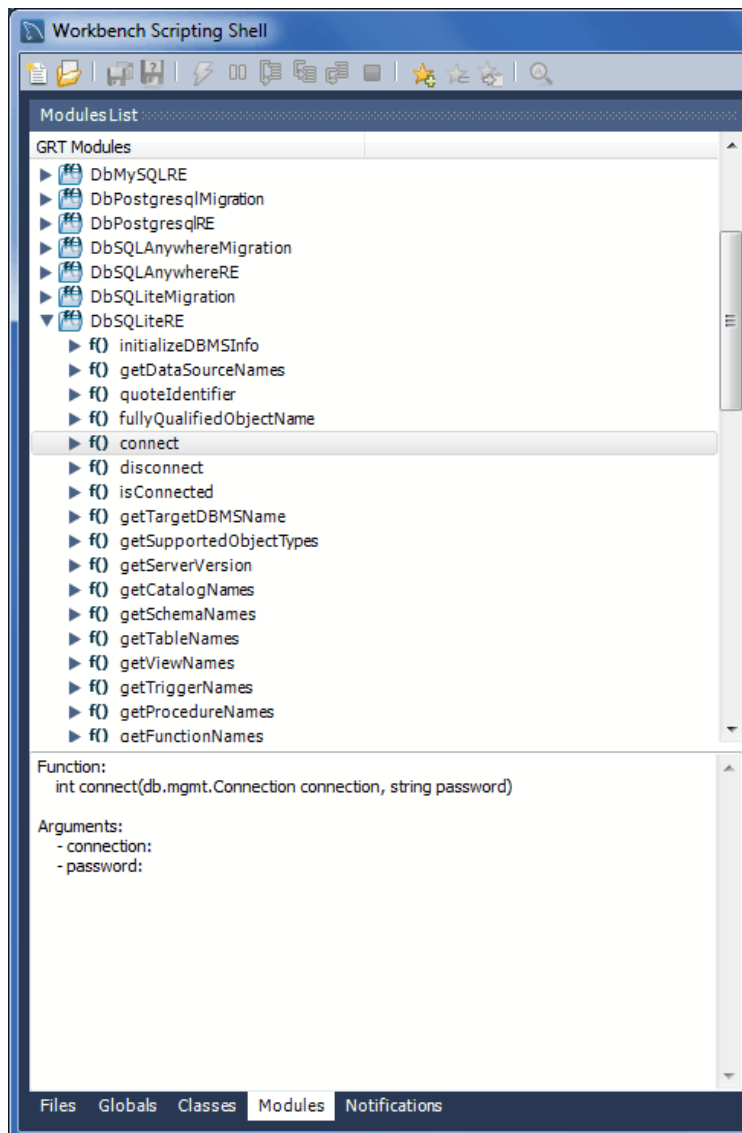 Workbench Scripting Shell
Modules List
GRT Modules
DbMySQLRE
DbPostgresqlMigration
DbPostgresqlRE
DbSQLAnywhereMigration
DbSQLAnywhereRE
DbSQLiteMigration
DbSQLiteRE
f() initializeDBMSInfo
f() getDataSourceNames
f() quoteIdentifier
f() fullyQualifiedObjectName
f() connect
f() disconnect
f() isConnected
f() getTargetDBMSName
f() getSupportedObjectTypes
f() getServerVersion
f() getCatalogNames
f() getSchemaNames
f() getTableNames
f() getViewNames
f() getTriggerNames
f() getProcedureNames
f() getFunctionNames
Function:
int connect(db.mgmt.Connection connection, string password)
Arguments:
- connection:
- password:
Files Globals Classes Modules Notifications